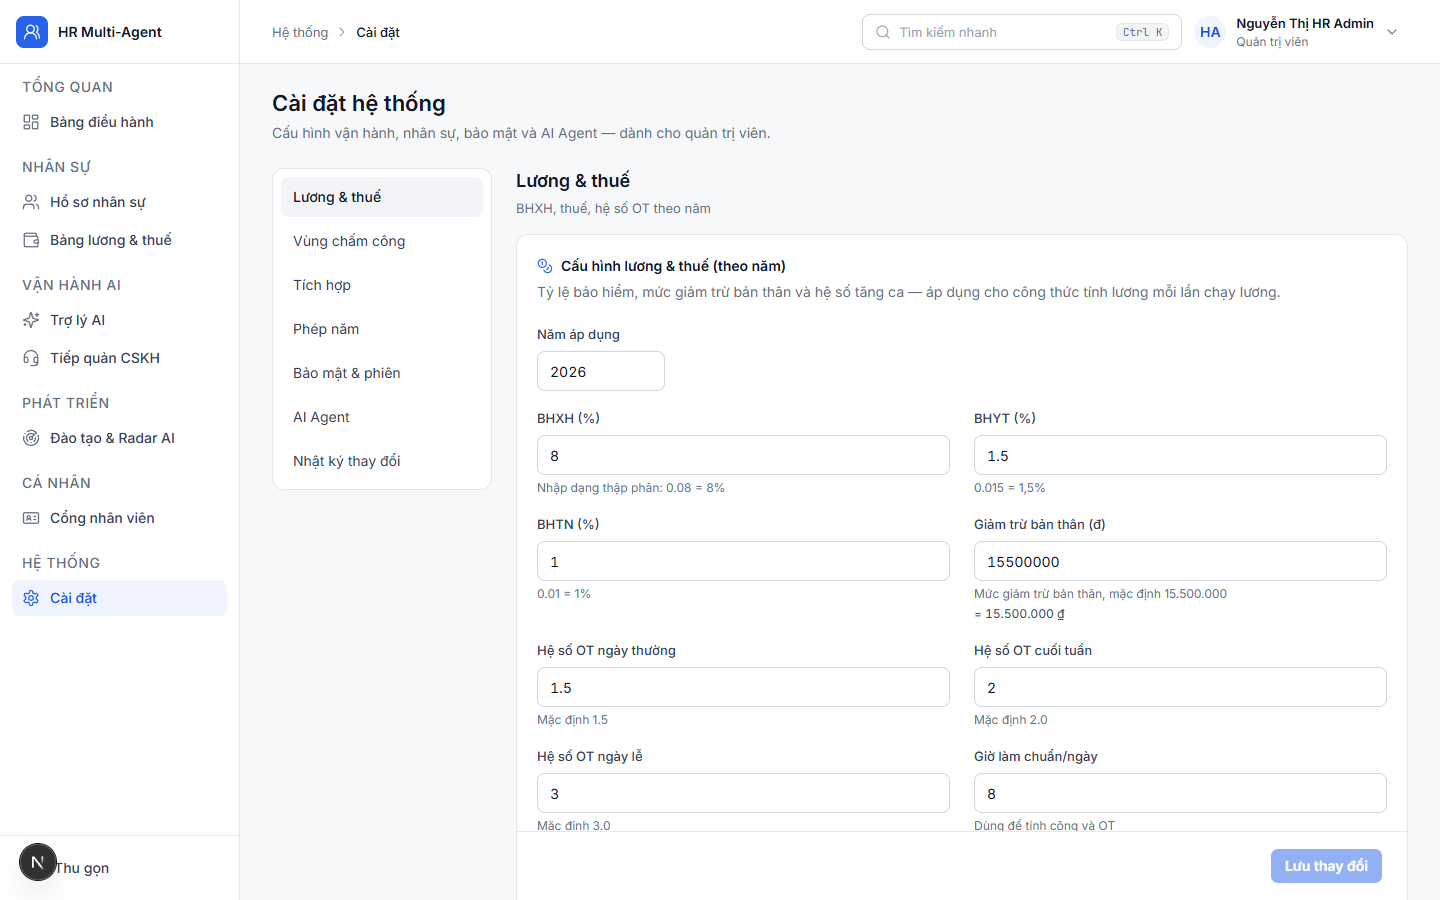 HR Multi-Agent
Hệ thống
Cài đặt
Tìm kiếm nhanh
Ctrl K
HA
Nguyễn Thị HR Admin
Quản trị viên
TỔNG QUAN
Bảng điều hành
NHÂN SỰ
Hồ sơ nhân sự
Bảng lương & thuế
VẬN HÀNH AI
Trợ lý AI
Tiếp quản CSKH
PHÁT TRIỂN
Đào tạo & Radar AI
CÁ NHÂN
Cổng nhân viên
HỆ THỐNG
Cài đặt
N
Thu gọn
Cài đặt hệ thống
Cấu hình vận hành, nhân sự, bảo mật và AI Agent — dành cho quản trị viên.
Lương & thuế
Vùng chấm công
Tích hợp
Phép năm
Bảo mật & phiên
AI Agent
Nhật ký thay đổi
Lương & thuế
BHXH, thuế, hệ số OT theo năm
Cấu hình lương & thuế (theo năm)
Tỷ lệ bảo hiểm, mức giảm trừ bản thân và hệ số tăng ca — áp dụng cho công thức tính lương mỗi lần chạy lương.
Năm áp dụng
2026
BHXH (%)
8
Nhập dạng thập phân: 0.08 = 8%
BHYT (%)
1.5
0.015 = 1,5%
BHTN (%)
1
0.01 = 1%
Giảm trừ bản thân (đ)
15500000
Mức giảm trừ bản thân, mặc định 15.500.000
= 15.500.000 ₫
Hệ số OT ngày thường
1.5
Mặc định 1.5
Hệ số OT cuối tuần
2
Mặc định 2.0
Hệ số OT ngày lễ
3
Mặc định 3.0
Giờ làm chuẩn/ngày
8
Dùng để tính công và OT
Lưu thay đổi